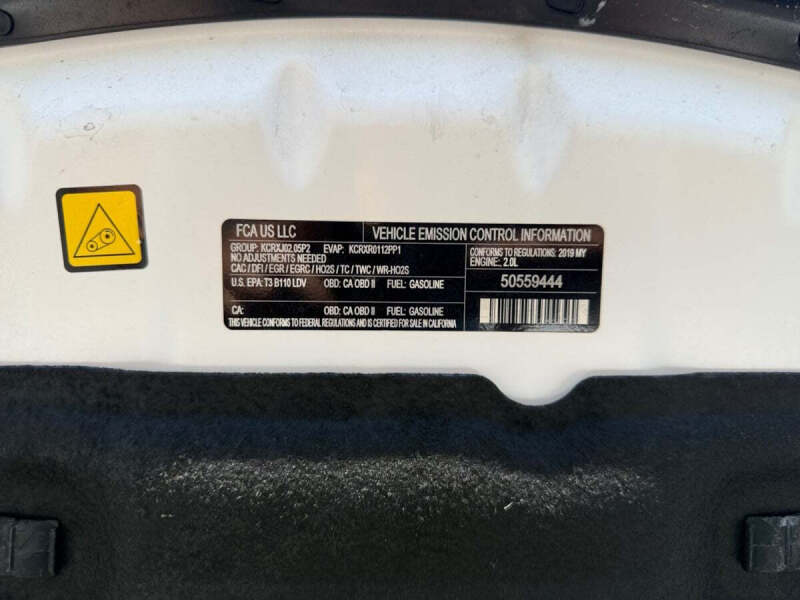 FCA US LLC VEHICLE EMISSION CONTROL INFORMATION
GROUP: KCRXJ02.05P2 EVAP: KCRXR0112PP1
NO ADJUSTMENTS NEEDED
CAC / DFI / EGR / EGRC / HO2S / TC / TWC / WR-HO2S
CONFORMS TO REGULATIONS: 2019 MY
ENGINE: 2.0L
U.S. EPA: T3 B110 LDV OBD: CA OBD II FUEL: GASOLINE
50559444
CA: OBD: CA OBD II FUEL: GASOLINE
THIS VEHICLE CONFORMS TO FEDERAL REGULATIONS AND IS CERTIFIED FOR SALE IN CALIFORNIA